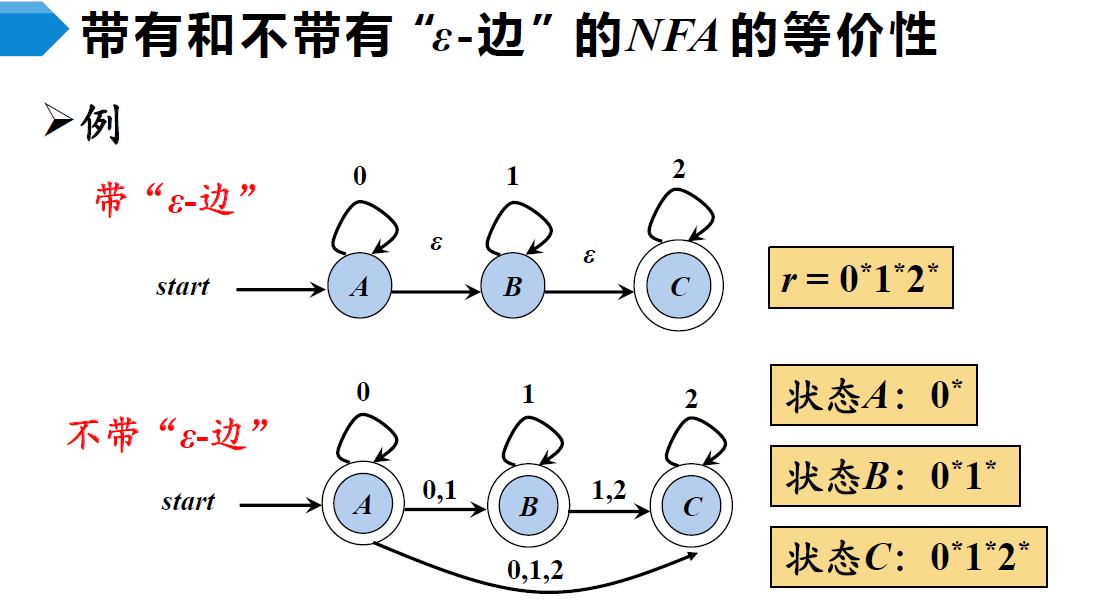 带有和不带有“ε-边”的NFA的等价性
➢例
带“ε-边”
0
1
2
ε
ε
start
A
B
C
r = 0*1*2*
不带“ε-边”
0
1
2
start
A
0,1
B
1,2
C
0,1,2
状态A：0*
状态B：0*1*
状态C：0*1*2*